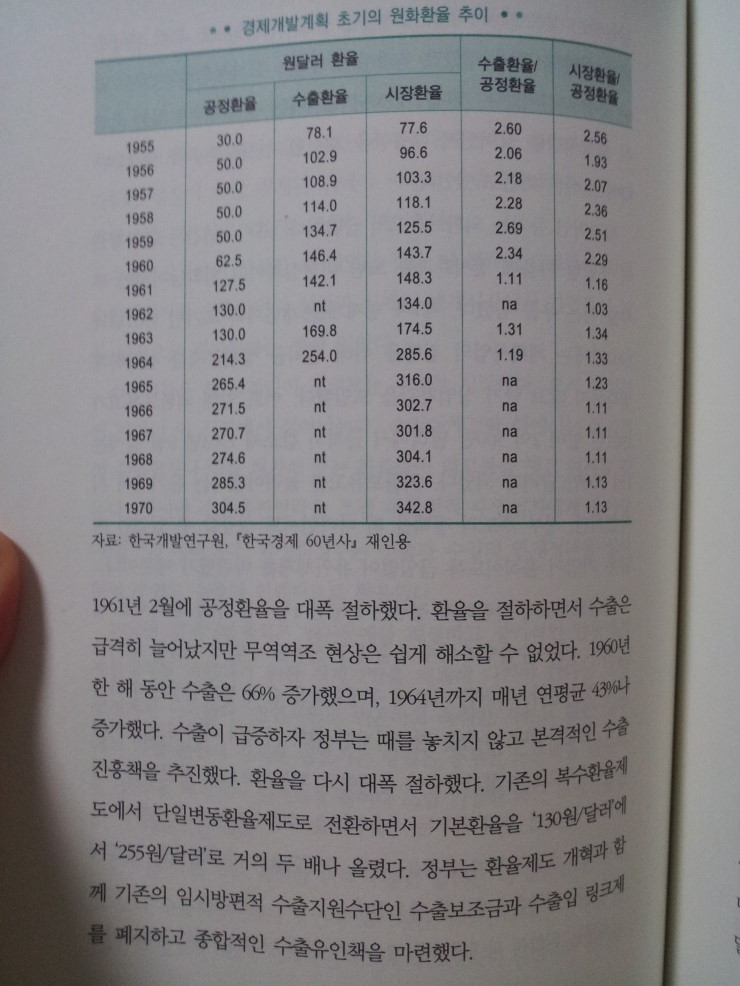 •• 경제개발계획 초기의 원화환율 추이 ••
원달러 환율 수출환율/공정환율 시장환율/공정환율
공정환율 수출환율 시장환율
1955 30.0 78.1 77.6 2.60 2.56
1956 50.0 102.9 96.6 2.06 1.93
1957 50.0 108.9 103.3 2.18 2.07
1958 50.0 114.0 118.1 2.28 2.36
1959 50.0 134.7 125.5 2.69 2.51
1960 62.5 146.4 143.7 2.34 2.29
1961 127.5 142.1 148.3 1.11 1.16
1962 130.0 nt 134.0 na 1.03
1963 130.0 169.8 174.5 1.31 1.34
1964 214.3 254.0 285.6 1.19 1.33
1965 265.4 nt 316.0 na 1.23
1966 271.5 nt 302.7 na 1.11
1967 270.7 nt 301.8 na 1.11
1968 274.6 nt 304.1 na 1.11
1969 285.3 nt 323.6 na 1.13
1970 304.5 nt 342.8 na 1.13
자료: 한국개발연구원, 『한국경제 60년사』 재인용
1961년 2월에 공정환율을 대폭 절하했다. 환율을 절하하면서 수출은
급격히 늘어났지만 무역역조 현상은 쉽게 해소할 수 없었다. 1960년
한 해 동안 수출은 66% 증가했으며, 1964년까지 매년 연평균 43%나
증가했다. 수출이 급증하자 정부는 때를 놓치지 않고 본격적인 수출
진흥책을 추진했다. 환율을 다시 대폭 절하했다. 기존의 복수환율제
도에서 단일변동환율제도로 전환하면서 기본환율을 ‘130원/달러’에
서 ‘255원/달러’로 거의 두 배나 올렸다. 정부는 환율제도 개혁과 함
께 기존의 임시방편적 수출지원수단인 수출보조금과 수출입 링크제
를 폐지하고 종합적인 수출유인책을 마련했다.